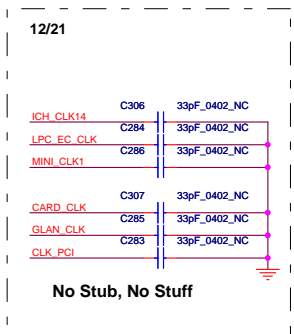 12/21
C306 33pF_0402_NC
ICH_CLK14
C284 33pF_0402_NC
LPC_EC_CLK
C286 33pF_0402_NC
MINI_CLK1
C307 33pF_0402_NC
CARD_CLK
C285 33pF_0402_NC
GLAN_CLK
C283 33pF_0402_NC
CLK_PCI
No Stub, No Stuff